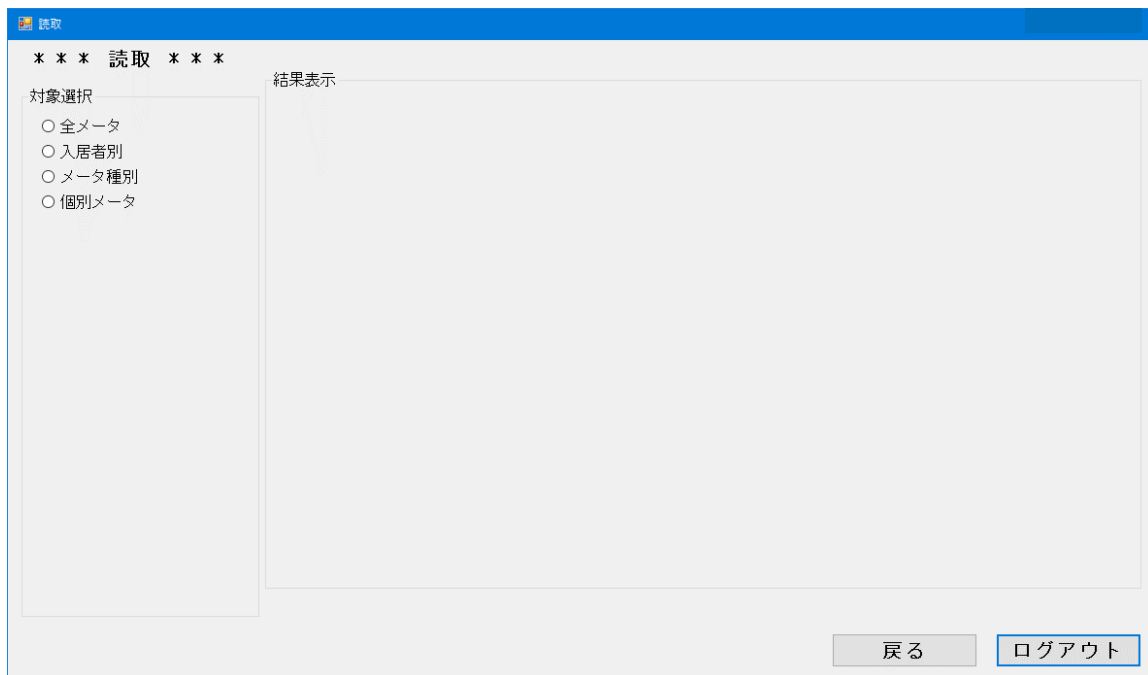 読取
＊＊＊ 読取 ＊＊＊
対象選択
全メータ
入居者別
メータ種別
個別メータ
結果表示
戻る
ログアウト